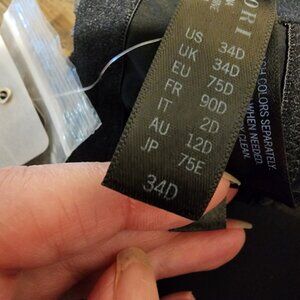 ORI
US 34D
UK 34D
EU 75D
FR 90D
IT 2D
AU 12D
JP 75E
34D
COLORS SEPARATELY.
WHEN NEEDED.
CLEAN.